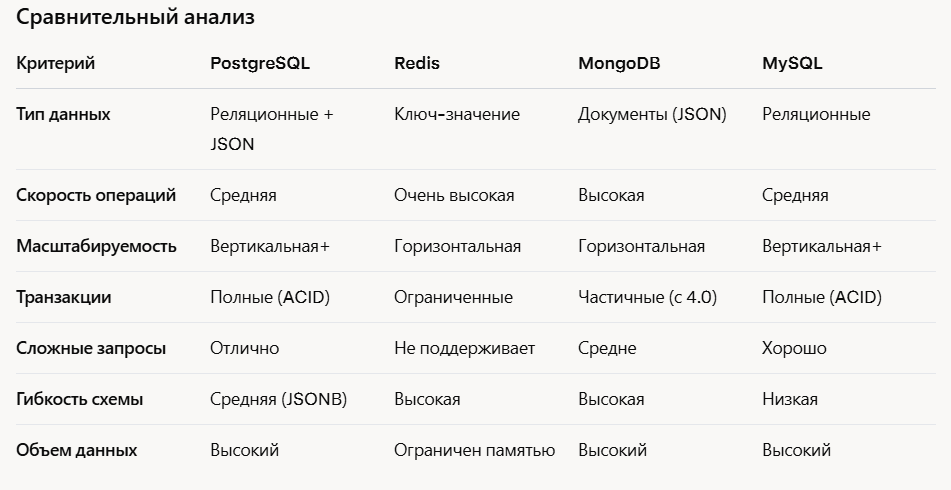 Сравнительный анализ
Критерий PostgreSQL Redis MongoDB MySQL
Тип данных Реляционные + Ключ-значение Документы (JSON) Реляционные
JSON
Скорость операций Средняя Очень высокая Высокая Средняя
Масштабируемость Вертикальная+ Горизонтальная Горизонтальная Вертикальная+
Транзакции Полные (ACID) Ограниченные Частичные (с 4.0) Полные (ACID)
Сложные запросы Отлично Не поддерживает Средне Хорошо
Гибкость схемы Средняя (JSONB) Высокая Высокая Низкая
Объем данных Высокий Ограничен памятью Высокий Высокий